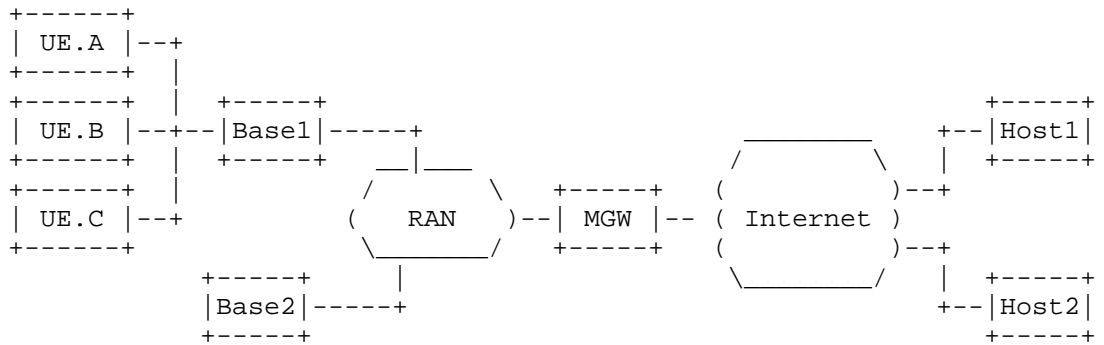 UE.A
UE.B Base1 Host1
UE.C RAN MGW Internet
Base2 Host2